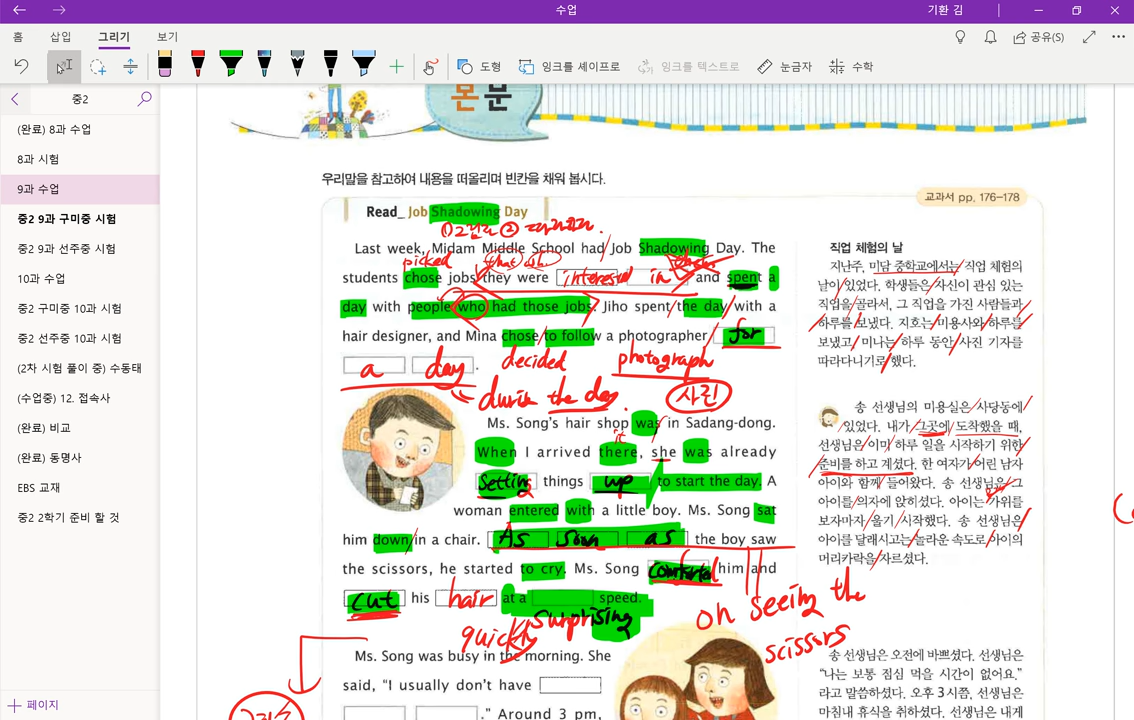 수업
기환 김
홈 삽입 그리기 보기
공유(S)
도형 잉크를 셰이프로 잉크를 텍스트로 눈금자 수학
중2
(완료) 8과 수업
8과 시험
9과 수업
중2 9과 구미중 시험
중2 9과 선주중 시험
10과 수업
중2 구미중 10과 시험
중2 선주중 10과 시험
(2차 시험 풀이 중) 수동태
(수업중) 12. 접속사
(완료) 비교
(완료) 동명사
EBS 교재
중2 2학기 준비 할 것
페이지
본문
우리말을 참고하여 내용을 떠올리며 빈칸을 채워 봅시다.
교과서 pp. 176-178
Read_ Job Shadowing Day
① ②
Last week, Midam Middle School had Job Shadowing Day. The
picked that
students chose jobs they were interested in and spent a
day with people who had those jobs. Jiho spent the day with a
hair designer, and Mina chose to follow a photographer for
a day.
decided photograph
during the day. 사진
Ms. Song's hair shop was in Sadang-dong.
it
When I arrived there, she was already
setting things up to start the day. A
woman entered with a little boy. Ms. Song sat
him down in a chair. As soon as the boy saw
the scissors, he started to cry. Ms. Song comforted him and
cut his hair at a surprising speed.
quickly
on seeing the
scissors
Ms. Song was busy in the morning. She
said, "I usually don't have
." Around 3 pm,
직업 체험의 날
지난주, 미담 중학교에서는 직업 체험의
날이 있었다. 학생들은 자신이 관심 있는
직업을 골라서, 그 직업을 가진 사람들과
하루를 보냈다. 지호는 미용사와 하루를
보냈고, 미나는 하루 동안 사진 기자를
따라다니기로 했다.
송 선생님의 미용실은 사당동에
있었다. 내가 그곳에 도착했을 때,
선생님은 이미 하루 일을 시작하기 위한
준비를 하고 계셨다. 한 여자가 어린 남자
아이와 함께 들어왔다. 송 선생님은 그
아이를 의자에 앉히셨다. 아이는 가위를
보자마자 울기 시작했다. 송 선생님은
아이를 달래시고는 놀라운 속도로 아이의
머리카락을 자르셨다.
송 선생님은 오전에 바쁘셨다. 선생님은
"나는 보통 점심 먹을 시간이 없어요."
라고 말씀하셨다. 오후 3시쯤, 선생님은
마침내 휴식을 취하셨다. 선생님은 내게